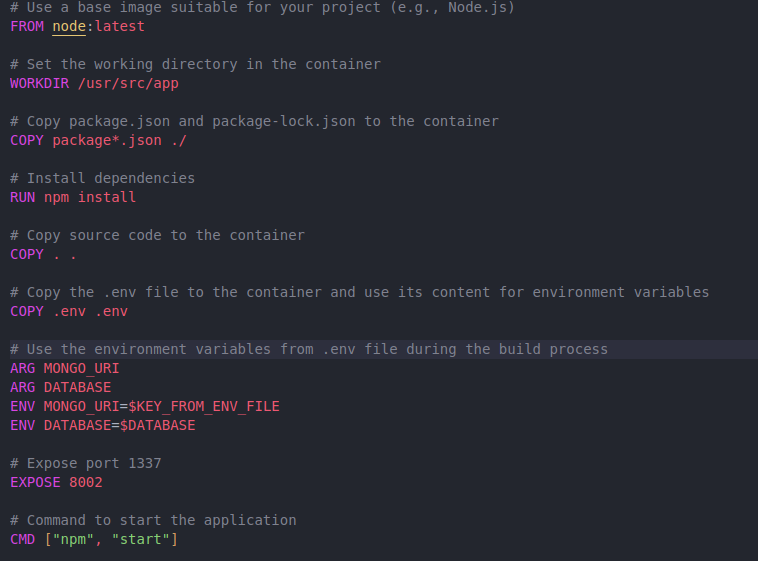 # Use a base image suitable for your project (e.g., Node.js)
FROM node:latest
# Set the working directory in the container
WORKDIR /usr/src/app
# Copy package.json and package-lock.json to the container
COPY package*.json ./
# Install dependencies
RUN npm install
# Copy source code to the container
COPY . .
# Copy the .env file to the container and use its content for environment variables
COPY .env .env
# Use the environment variables from .env file during the build process
ARG MONGO_URI
ARG DATABASE
ENV MONGO_URI=$KEY_FROM_ENV_FILE
ENV DATABASE=$DATABASE
# Expose port 1337
EXPOSE 8002
# Command to start the application
CMD ["npm", "start"]